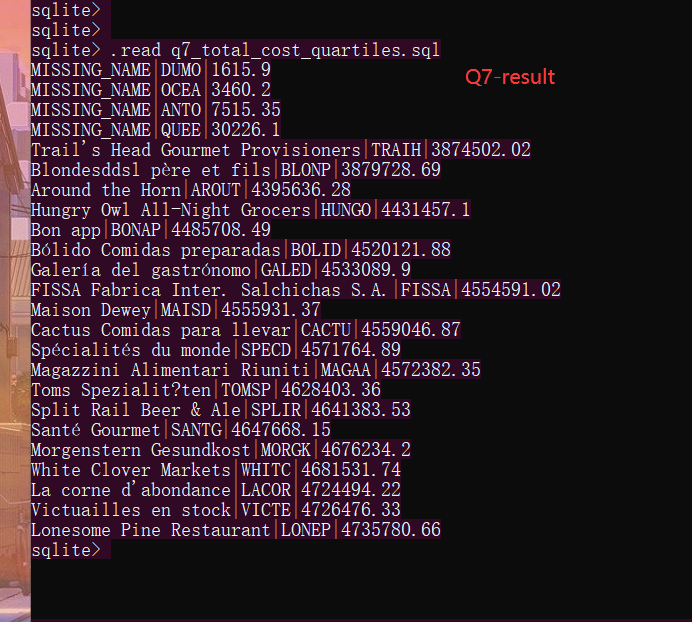 sqlite>
sqlite>
sqlite> .read q7_total_cost_quartiles.sql
Q7-result
MISSING_NAME|DUMO|1615.9
MISSING_NAME|OCEA|3460.2
MISSING_NAME|ANTO|7515.35
MISSING_NAME|QUEE|30226.1
Trail's Head Gourmet Provisioners|TRAIH|3874502.02
Blondesddsl père et fils|BLONP|3879728.69
Around the Horn|AROUT|4395636.28
Hungry Owl All-Night Grocers|HUNGO|4431457.1
Bon app|BONAP|4485708.49
Bólido Comidas preparadas|BOLID|4520121.88
Galería del gastrónomo|GALED|4533089.9
FISSA Fabrica Inter. Salchichas S.A.|FISSA|4554591.02
Maison Dewey|MAISD|4555931.37
Cactus Comidas para llevar|CACTU|4559046.87
Spécialités du monde|SPECD|4571764.89
Magazzini Alimentari Riuniti|MAGAA|4572382.35
Toms Spezialit?ten|TOMSP|4628403.36
Split Rail Beer & Ale|SPLIR|4641383.53
Santé Gourmet|SANTG|4647668.15
Morgenstern Gesundkost|MORGK|4676234.2
White Clover Markets|WHITC|4681531.74
La corne d'abondance|LACOR|4724494.22
Victuailles en stock|VICTE|4726476.33
Lonesome Pine Restaurant|LONEP|4735780.66
sqlite>